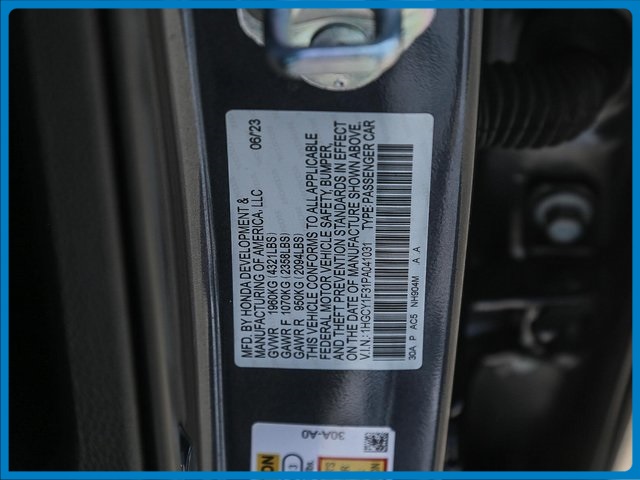 MFD. BY HONDA DEVELOPMENT &
MANUFACTURING OF AMERICA, LLC 06/23
GVWR 1960KG (4321LBS)
GAWR F 1070KG (2358LBS)
GAWR R 950KG (2094LBS)
THIS VEHICLE CONFORMS TO ALL APPLICABLE
FEDERAL MOTOR VEHICLE SAFETY, BUMPER,
AND THEFT PREVENTION STANDARDS IN EFFECT
ON THE DATE OF MANUFACTURE SHOWN ABOVE.
V.I.N.: 1HGCY1F31PA041031 TYPE:PASSENGER CAR
30A P AC5 NH904M A A
30A-A0